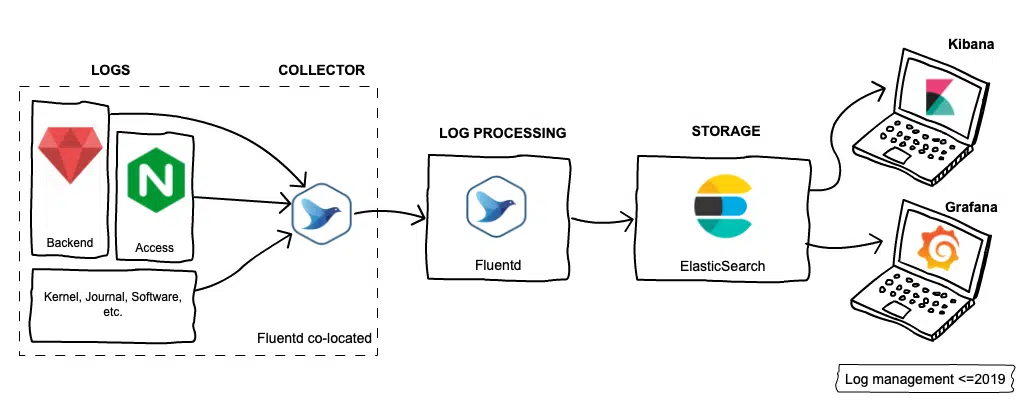 Kibana
LOGS
COLLECTOR
LOG PROCESSING
STORAGE
Grafana
N
Backend
Access
Fluentd
ElasticSearch
Kernel, Journal, Software,
etc.
Fluentd co-located
Log management <=2019